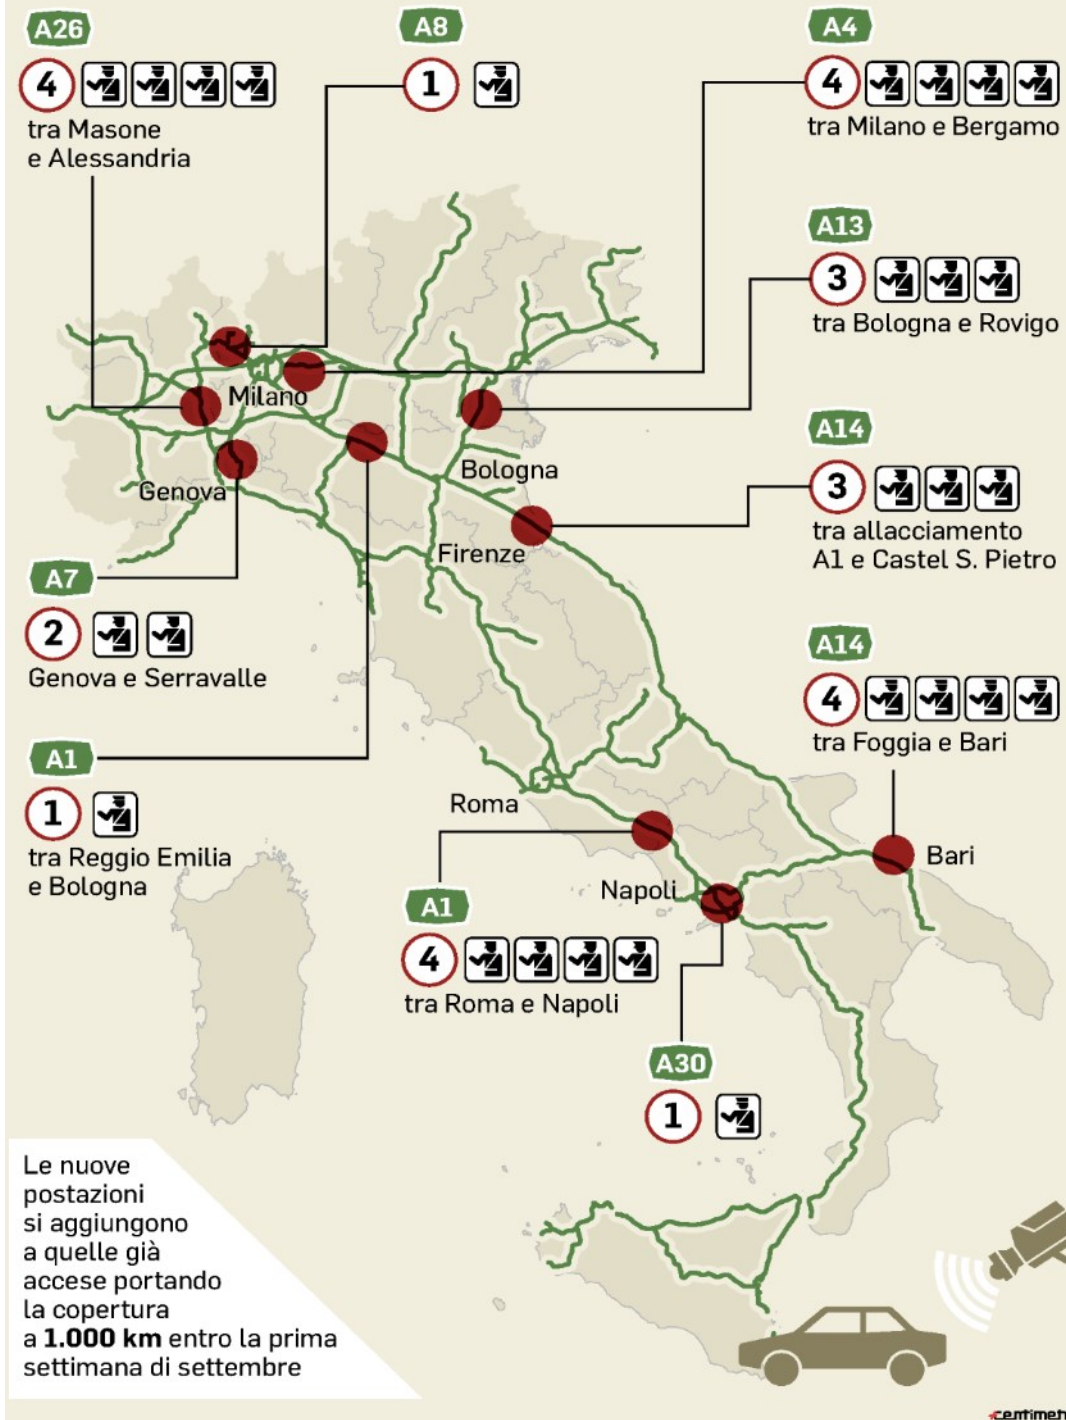 A26
4
tra Masone
e Alessandria
A8
1
A4
4
tra Milano e Bergamo
A13
3
tra Bologna e Rovigo
A14
3
tra allacciamento
A1 e Castel S. Pietro
A14
4
tra Foggia e Bari
Milano
Genova
Bologna
Firenze
A7
2
Genova e Serravalle
A1
1
tra Reggio Emilia
e Bologna
Roma
Napoli
Bari
A1
4
tra Roma e Napoli
A30
1
Le nuove
postazioni
si aggiungono
a quelle già
accese portando
la copertura
a 1.000 km entro la prima
settimana di settembre